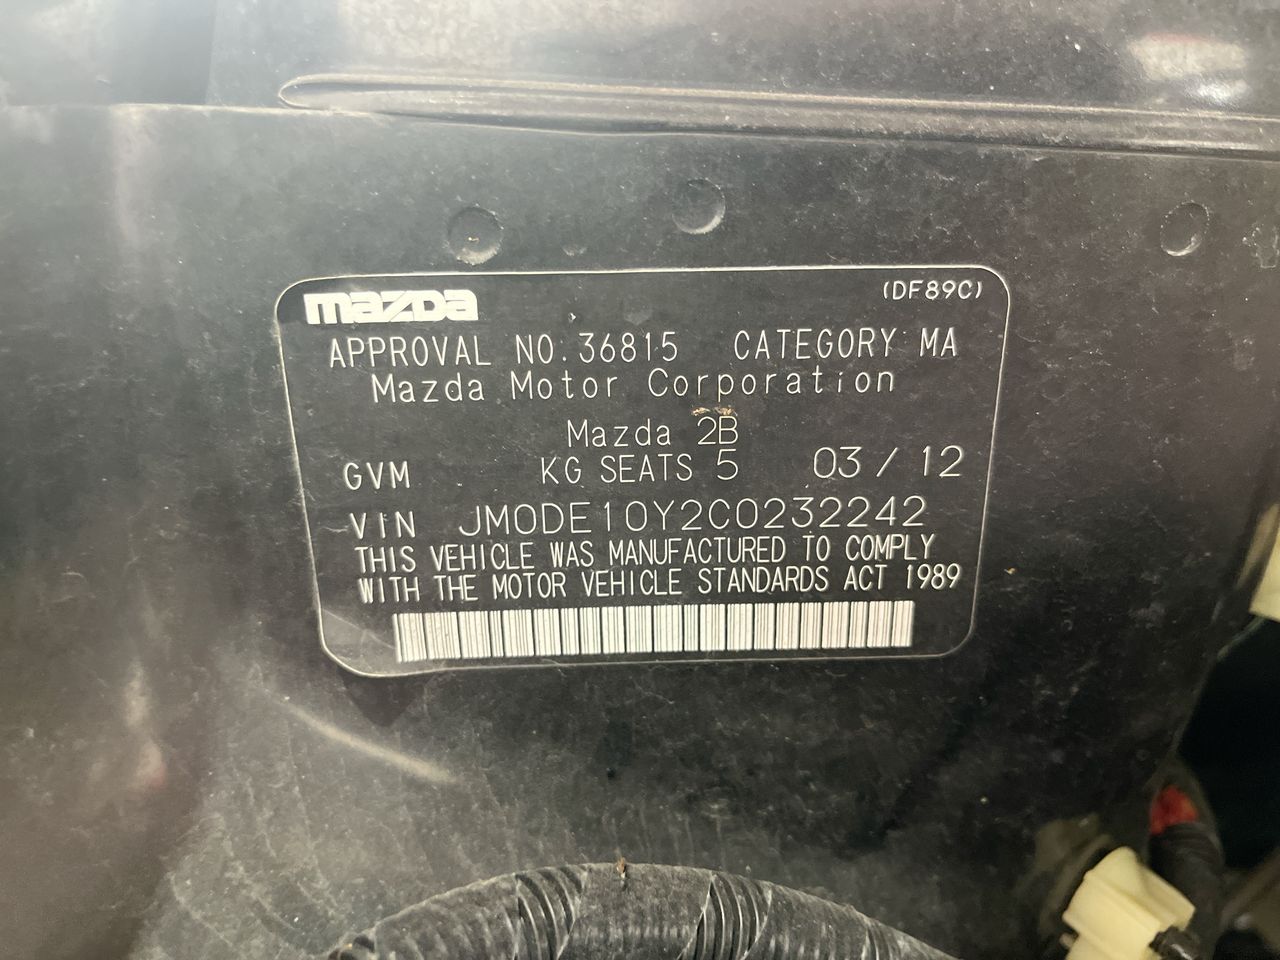 mazda (DF89C)
APPROVAL NO.36815 CATEGORY MA
Mazda Motor Corporation
Mazda 2B
GVM KG SEATS 5 03/12
VIN JM0DE10Y2C0232242
THIS VEHICLE WAS MANUFACTURED TO COMPLY
WITH THE MOTOR VEHICLE STANDARDS ACT 1989